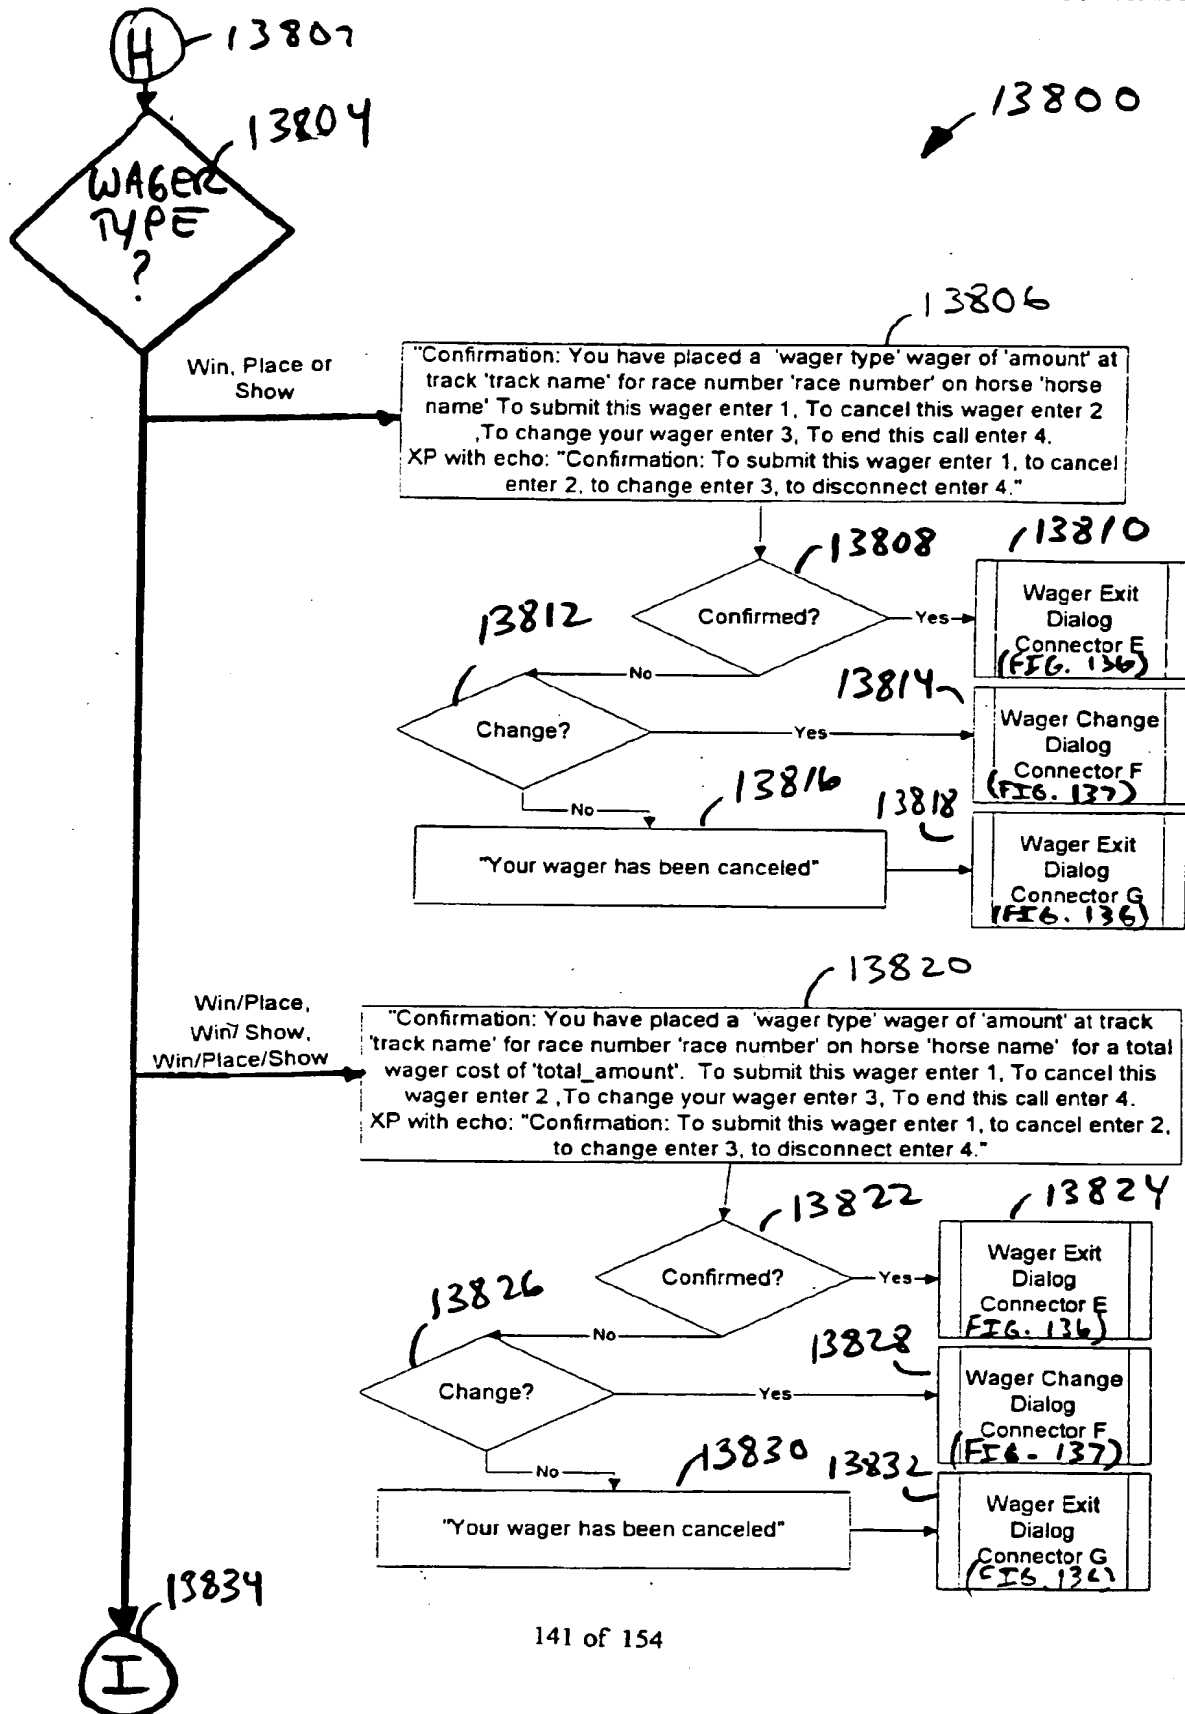 H
13807
13800
13804
WAGER
TYPE
?
13806
Win, Place or
Show
"Confirmation: You have placed a 'wager type' wager of 'amount' at
track 'track name' for race number 'race number' on horse 'horse
name' To submit this wager enter 1, To cancel this wager enter 2
,To change your wager enter 3, To end this call enter 4.
XP with echo: "Confirmation: To submit this wager enter 1, to cancel
enter 2, to change enter 3, to disconnect enter 4."
13808
13810
Confirmed?
Yes
Wager Exit
Dialog
Connector E
(FIG. 136)
13812
No
13814
Change?
Yes
Wager Change
Dialog
Connector F
(FIG. 137)
No
13816
13818
"Your wager has been canceled"
Wager Exit
Dialog
Connector G
(FIG. 136)
13820
Win/Place,
Win/ Show,
Win/Place/Show
"Confirmation: You have placed a 'wager type' wager of 'amount' at track
'track name' for race number 'race number' on horse 'horse name' for a total
wager cost of 'total_amount'. To submit this wager enter 1, To cancel this
wager enter 2 ,To change your wager enter 3, To end this call enter 4.
XP with echo: "Confirmation: To submit this wager enter 1, to cancel enter 2,
to change enter 3, to disconnect enter 4."
13822
13824
Confirmed?
Yes
Wager Exit
Dialog
Connector E
FIG. 136)
13826
No
13828
Change?
Yes
Wager Change
Dialog
Connector F
(FIG. 137)
No
13830
13832
"Your wager has been canceled"
Wager Exit
Dialog
Connector G
(FIG. 136)
13834
I
141 of 154